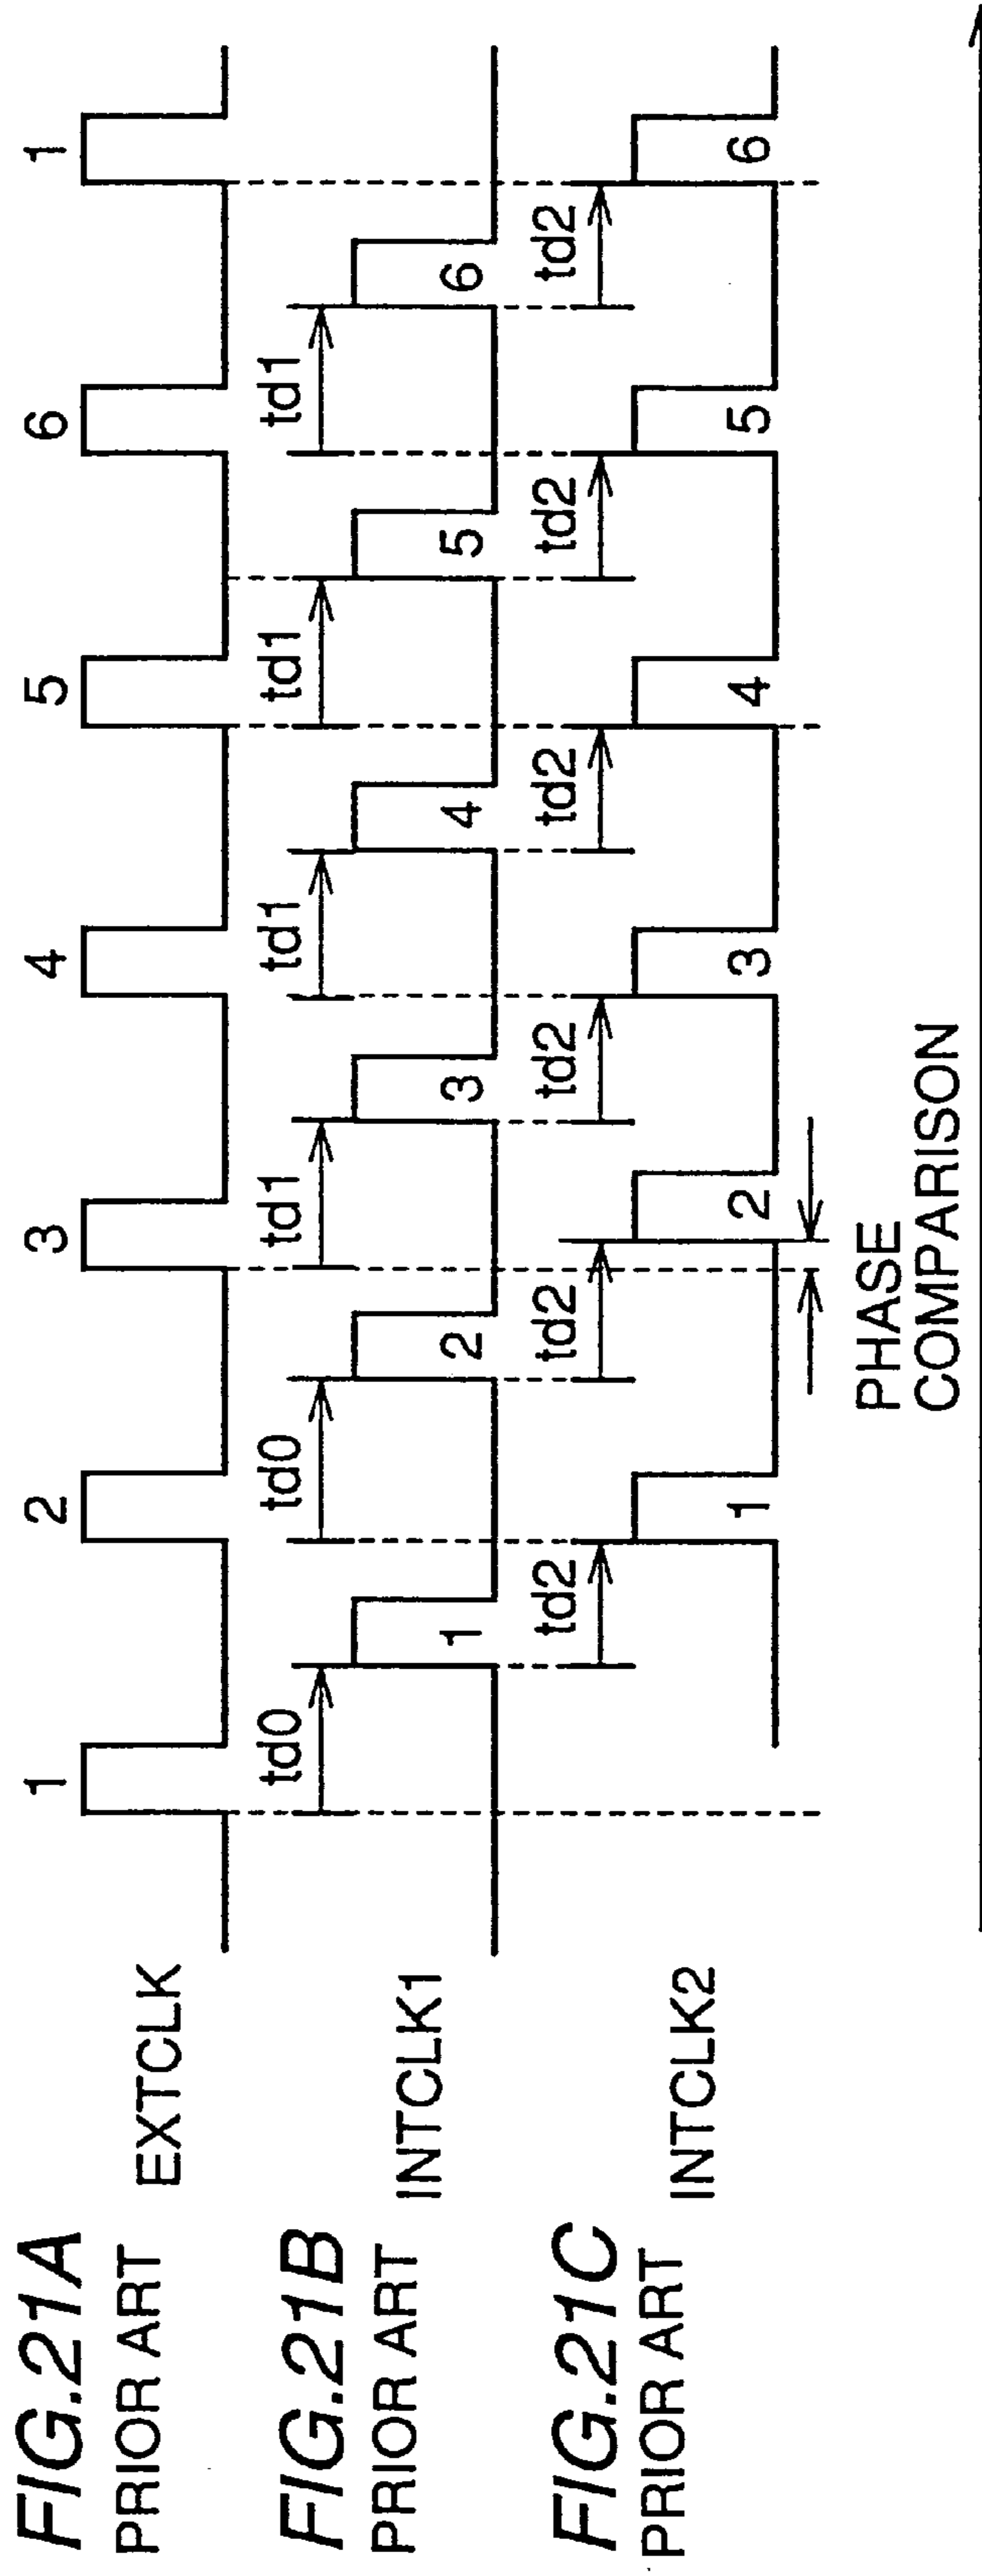 FIG.21A
PRIOR ART
EXTCLK
1 2 3 4 5 6 1
FIG.21B
PRIOR ART
INTCLK1
td0 td0 td1 td1 td1 td1
1 2 3 4 5 6
FIG.21C
PRIOR ART
INTCLK2
td2 td2 td2 td2 td2 td2
1 2 3 4 5 6
PHASE
COMPARISON